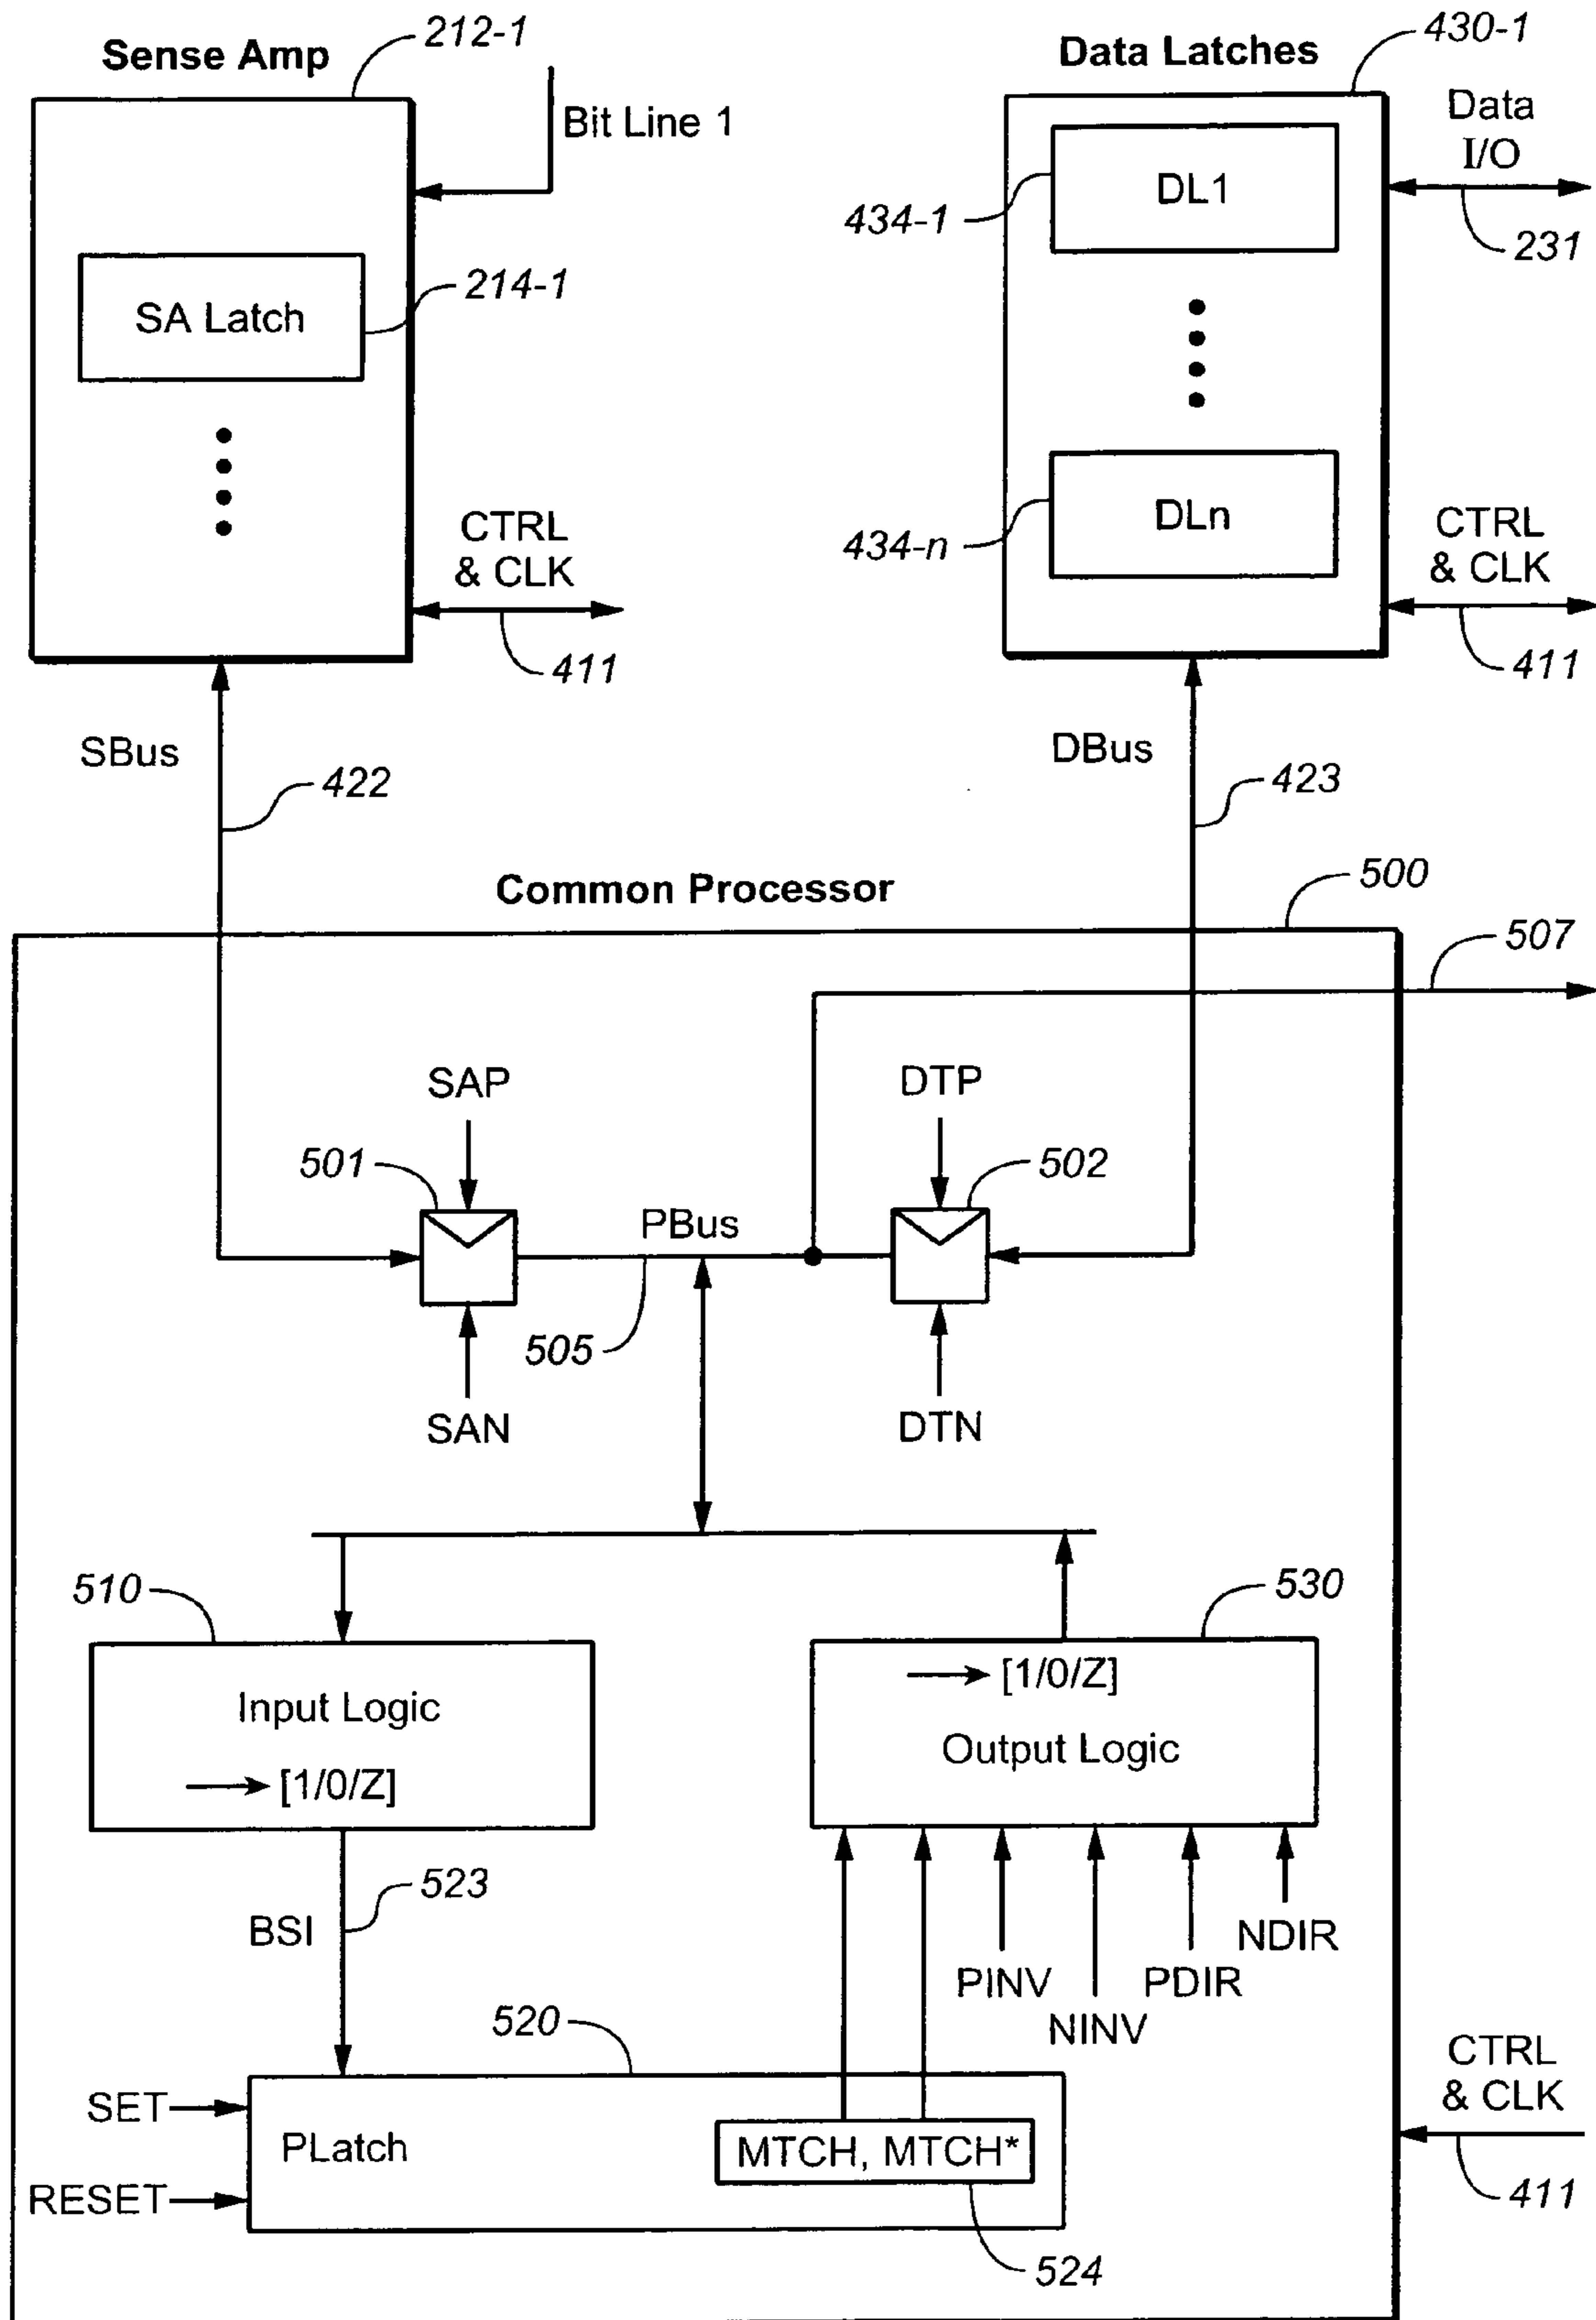 Sense Amp
212-1
Bit Line 1
SA Latch
214-1
CTRL
& CLK
411
Data Latches
430-1
Data
I/O
231
DL1
434-1
DLn
434-n
CTRL
& CLK
411
SBus
422
DBus
423
Common Processor
500
507
SAP
501
SAN
PBus
505
DTP
502
DTN
510
Input Logic
[1/0/Z]
530
[1/0/Z]
Output Logic
523
BSI
PINV
NINV
PDIR
NDIR
520
SET
RESET
PLatch
MTCH, MTCH*
524
CTRL
& CLK
411